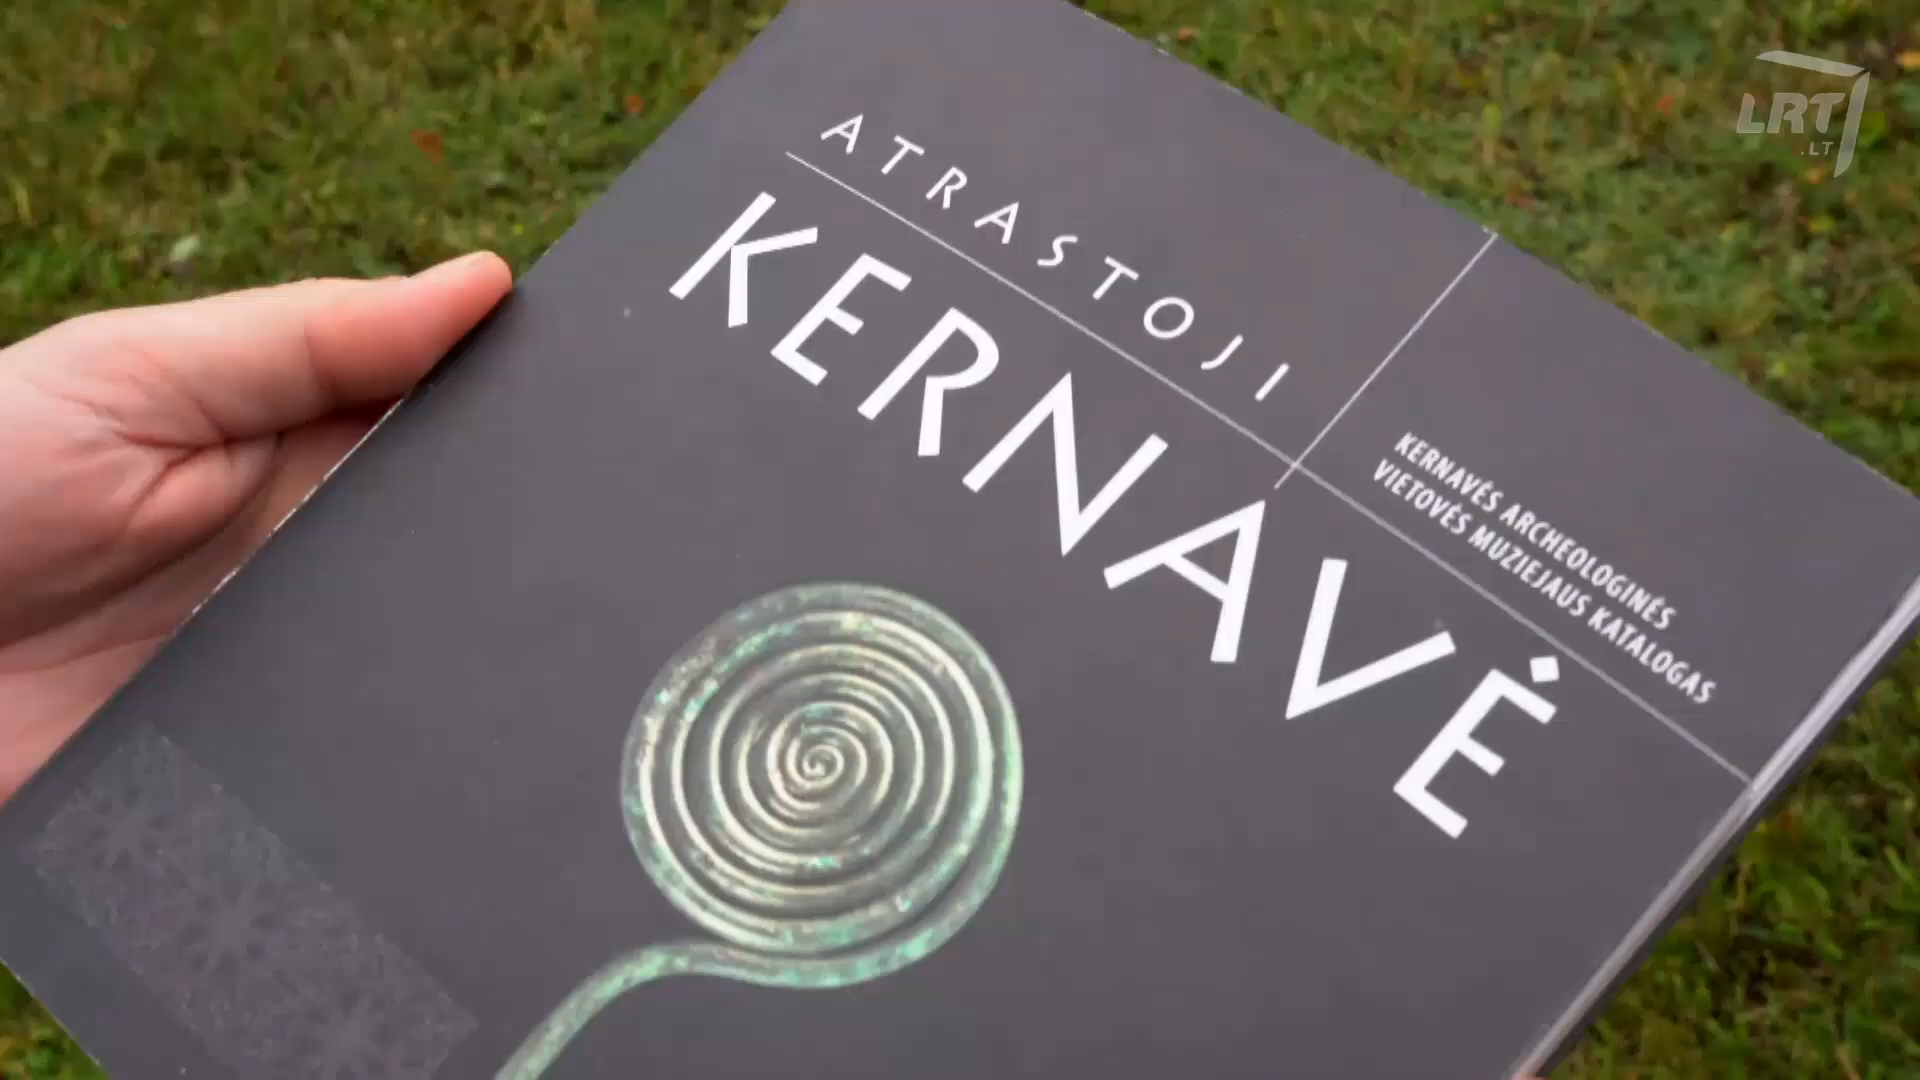 ATRASTOJI
KERNAVĖ
KERNAVĖS ARCHEOLOGINĖS
VIETOVĖS MUZIEJAUS KATALOGAS
LRT
.LT